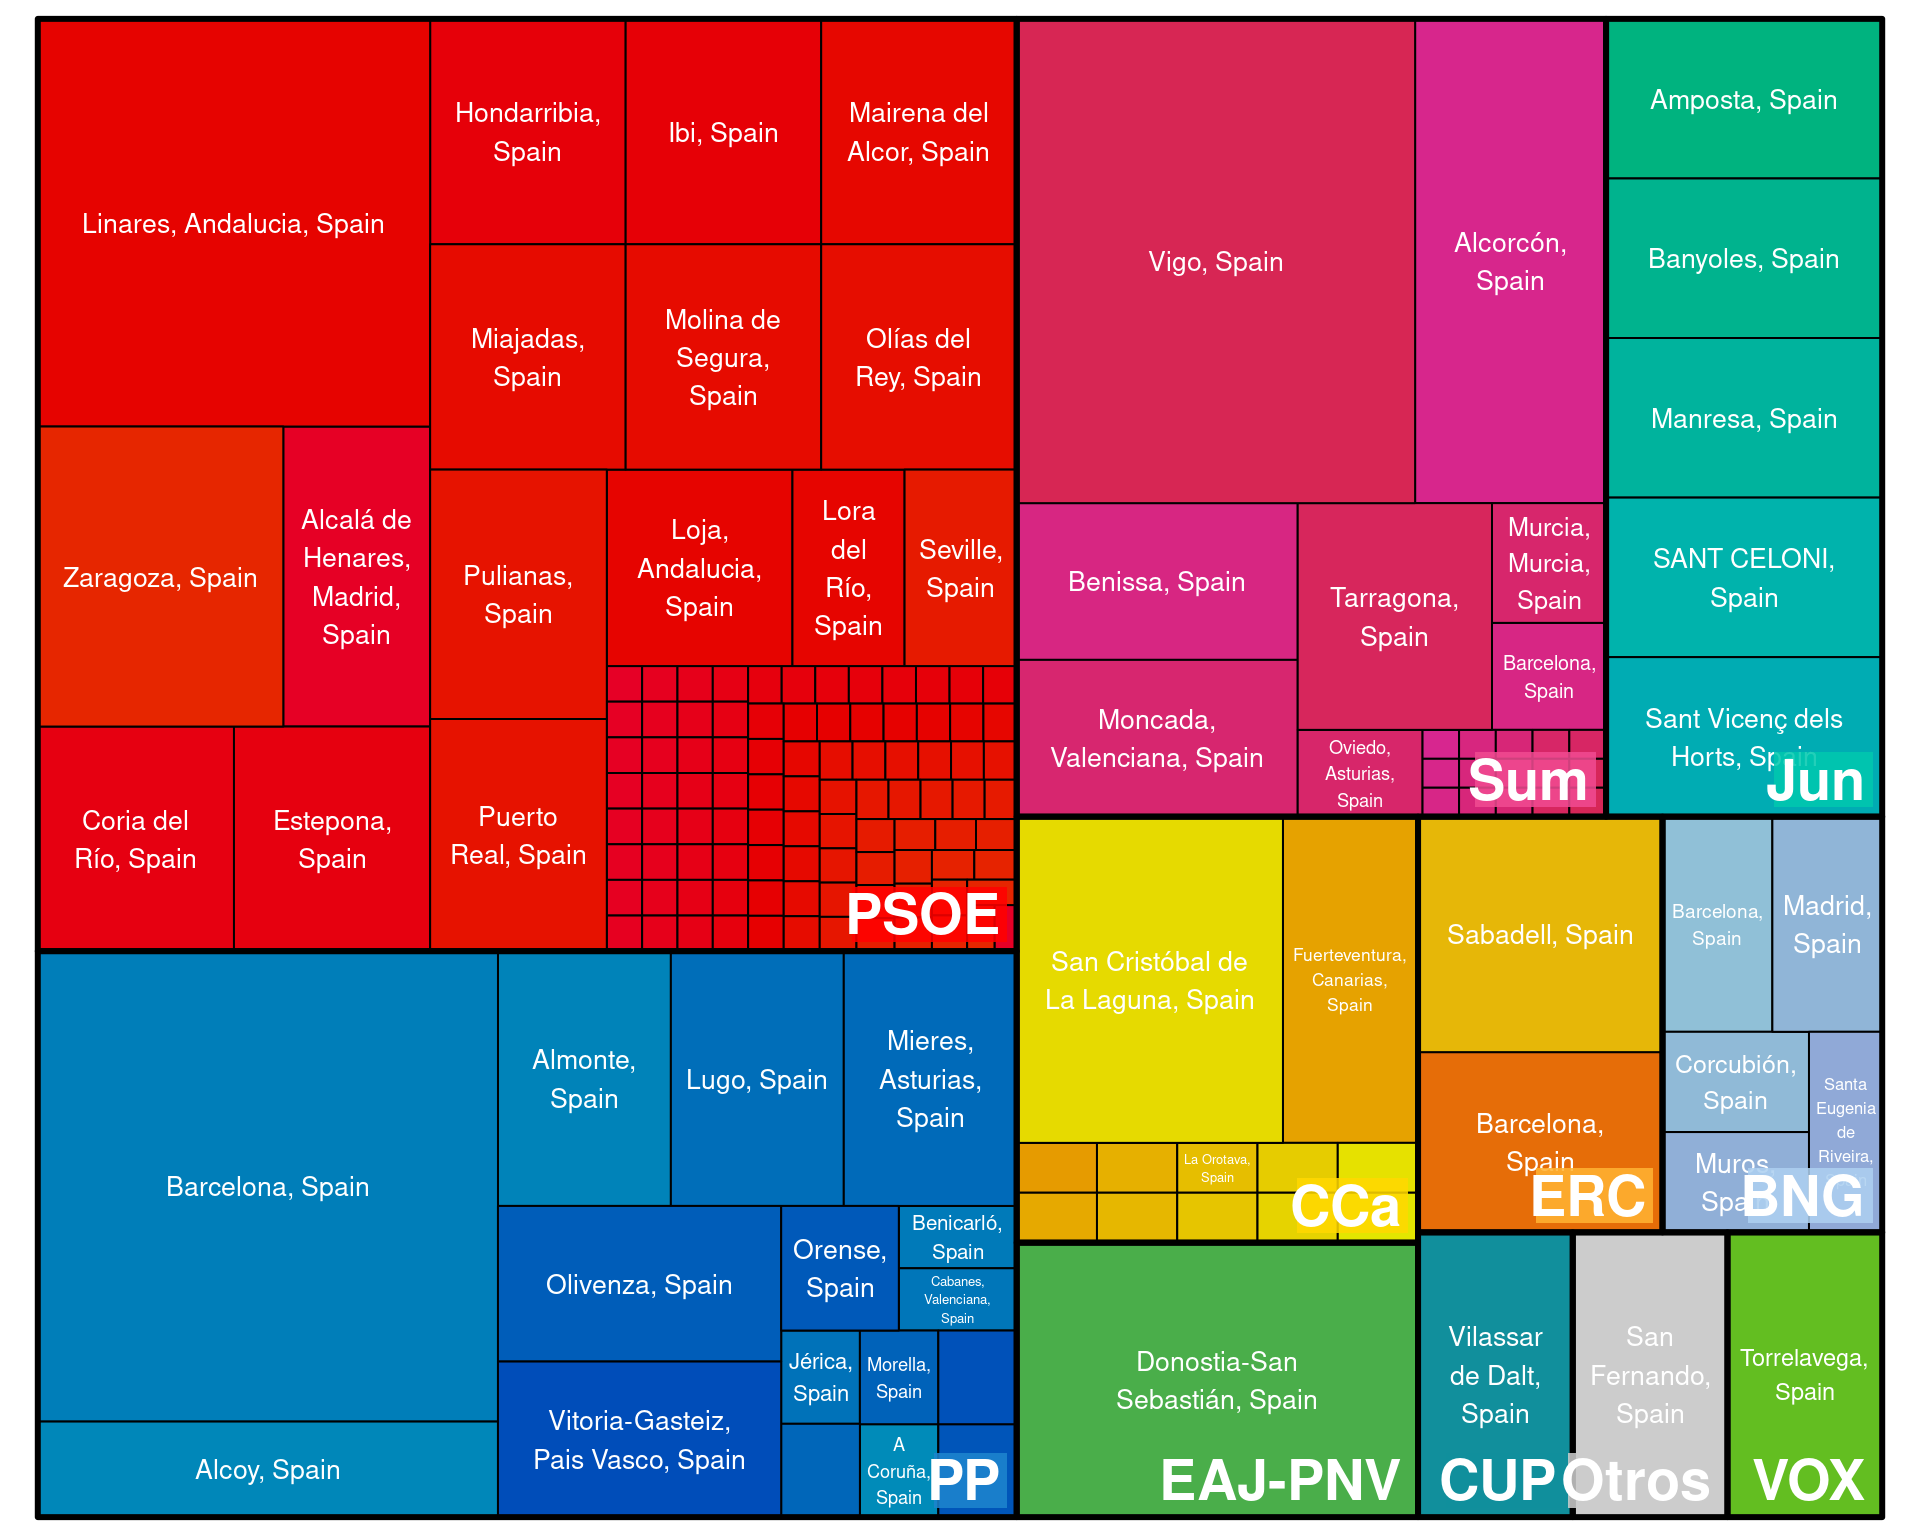 Linares, Andalucia, Spain
Hondarribia,
Spain
Ibi, Spain
Mairena del
Alcor, Spain
Miajadas,
Spain
Molina de
Segura,
Spain
Olías del
Rey, Spain
Zaragoza, Spain
Alcalá de
Henares,
Madrid,
Spain
Pulianas,
Spain
Loja,
Andalucia,
Spain
Lora
del
Río,
Spain
Seville,
Spain
Coria del
Río, Spain
Estepona,
Spain
Puerto
Real, Spain
PSOE
Vigo, Spain
Alcorcón,
Spain
Benissa, Spain
Moncada,
Valenciana, Spain
Tarragona,
Spain
Murcia,
Murcia,
Spain
Barcelona,
Spain
Oviedo,
Asturias,
Spain
Sum
Amposta, Spain
Banyoles, Spain
Manresa, Spain
SANT CELONI,
Spain
Sant Vicenç dels
Horts, Spain
Jun
Barcelona, Spain
Alcoy, Spain
Almonte,
Spain
Lugo, Spain
Mieres,
Asturias,
Spain
Olivenza, Spain
Vitoria-Gasteiz,
Pais Vasco, Spain
Orense,
Spain
Benicarló,
Spain
Cabanes,
Valenciana,
Spain
Jérica,
Spain
Morella,
Spain
A
Coruña,
Spain
PP
San Cristóbal de
La Laguna, Spain
Fuerteventura,
Canarias,
Spain
La Orotava,
Spain
CCa
Sabadell, Spain
Barcelona,
Spain
ERC
Barcelona,
Spain
Madrid,
Spain
Corcubión,
Spain
Muros,
Spain
Santa
Eugenia
de
Riveira,
BNG
Donostia-San
Sebastián, Spain
EAJ-PNV
Vilassar
de Dalt,
Spain
CUP
San
Fernando,
Spain
Otros
Torrelavega,
Spain
VOX